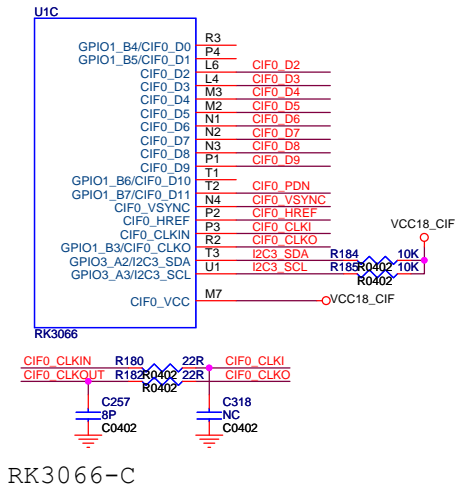 U1C
GPIO1_B4/CIF0_D0 R3
GPIO1_B5/CIF0_D1 P4
CIF0_D2 L6 CIF0_D2
CIF0_D3 L4 CIF0_D3
CIF0_D4 M3 CIF0_D4
CIF0_D5 M2 CIF0_D5
CIF0_D6 N1 CIF0_D6
CIF0_D7 N2 CIF0_D7
CIF0_D8 N3 CIF0_D8
CIF0_D9 P1 CIF0_D9
GPIO1_B6/CIF0_D10 T1
GPIO1_B7/CIF0_D11 T2 CIF0_PDN
CIF0_VSYNC N4 CIF0_VSYNC
CIF0_HREF P2 CIF0_HREF
VCC18_CIF
CIF0_CLKIN P3 CIF0_CLKI
GPIO1_B3/CIF0_CLKO R2 CIF0_CLKO
GPIO3_A2/I2C3_SDA T3 I2C3_SDA R184 10K
R0402
GPIO3_A3/I2C3_SCL U1 I2C3_SCL R185 10K
R0402
CIF0_VCC M7 VCC18_CIF
RK3066
CIF0_CLKIN R180 22R CIF0_CLKI
R0402
CIF0_CLKOUT R182 22R CIF0_CLKO
R0402
C257 C318
8P NC
C0402 C0402
RK3066-C